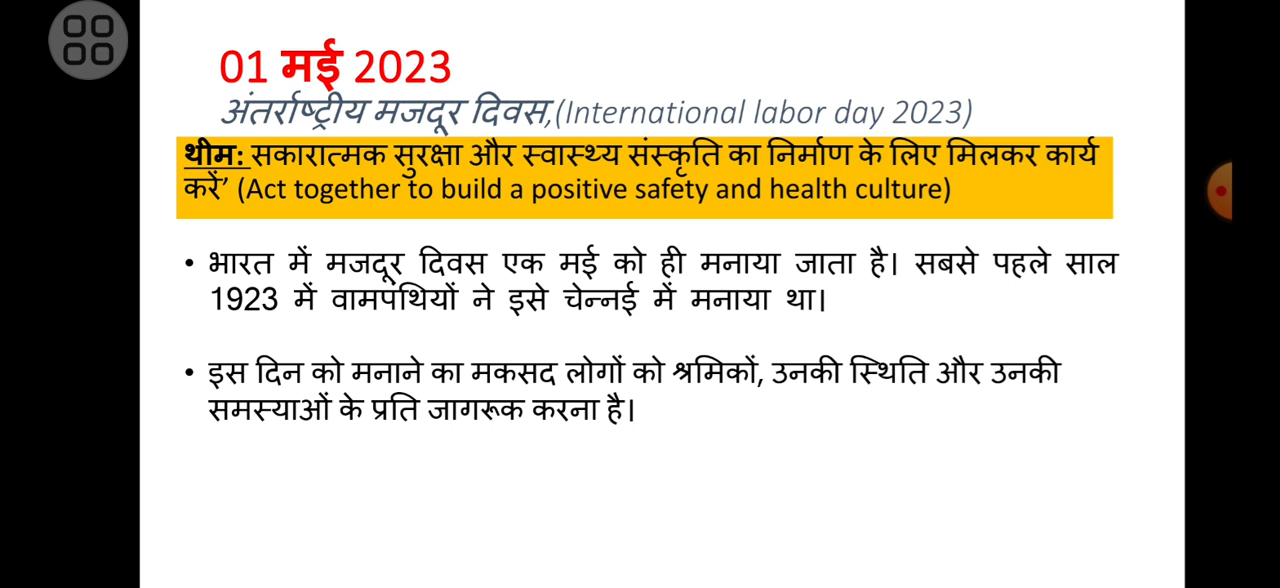 01 मई 2023
अंतर्राष्ट्रीय मजदूर दिवस,(International labor day 2023)
थीम: सकारात्मक सुरक्षा और स्वास्थ्य संस्कृति का निर्माण के लिए मिलकर कार्य
करें’ (Act together to build a positive safety and health culture)
• भारत में मजदूर दिवस एक मई को ही मनाया जाता है। सबसे पहले साल
1923 में वामपंथियों ने इसे चेन्नई में मनाया था।
• इस दिन को मनाने का मकसद लोगों को श्रमिकों, उनकी स्थिति और उनकी
समस्याओं के प्रति जागरूक करना है।